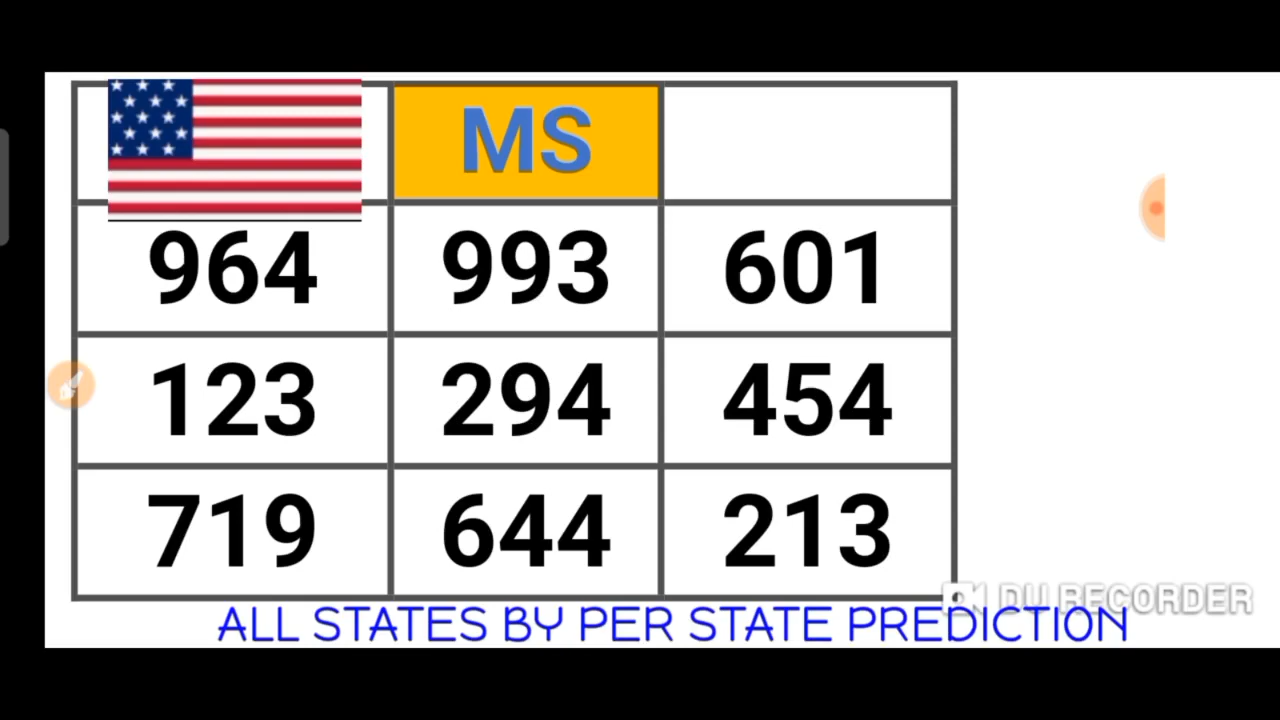 MS
964 993 601
123 294 454
719 644 213
DU RECORDER
ALL STATES BY PER STATE PREDICTION